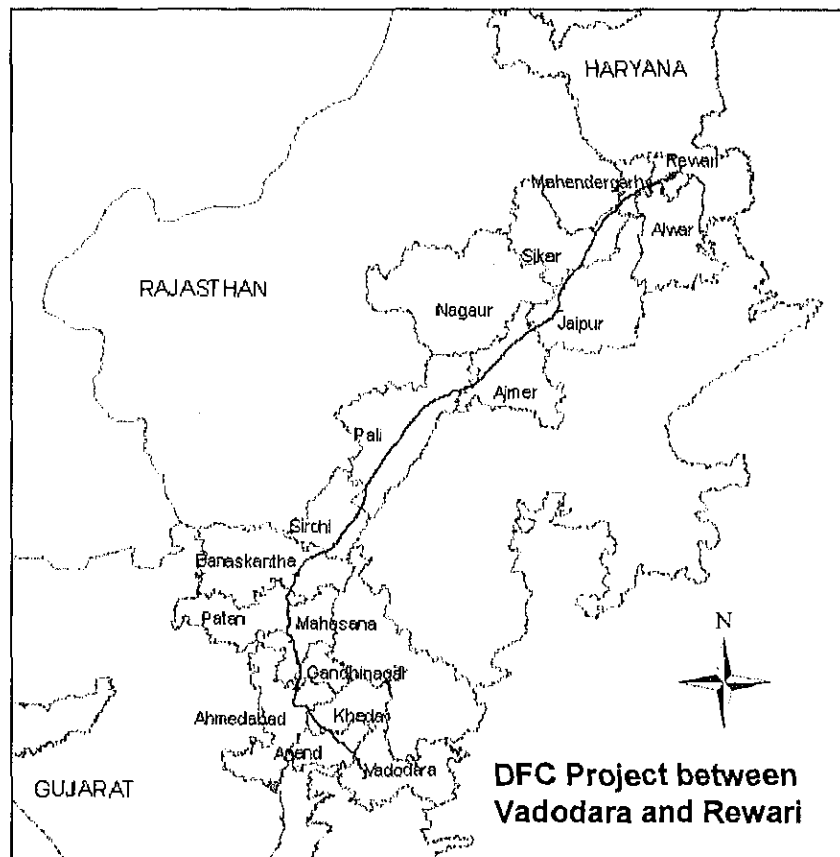 HARYANA
Rewari
Mahendergarh
Alwar
Sikar
RAJASTHAN
Nagaur
Jaipur
Ajmer
Pali
Sirohi
Banaskantha
Patan
Mahasana
Gandhinagar
Ahmedabad
Kheda
Anand
Vadodara
GUJARAT
N
DFC Project between
Vadodara and Rewari